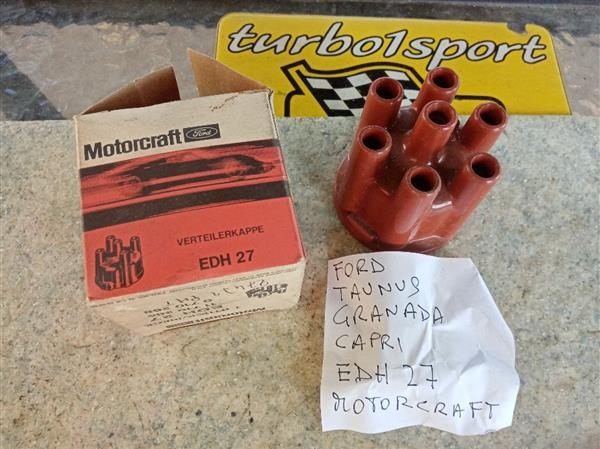 turbo1sport
Motorcraft Ford
VERTEILERKAPPE
EDH 27
FORD
TAUNUS
GRANADA
CAPRI
EDH 27
MOTORCRAFT